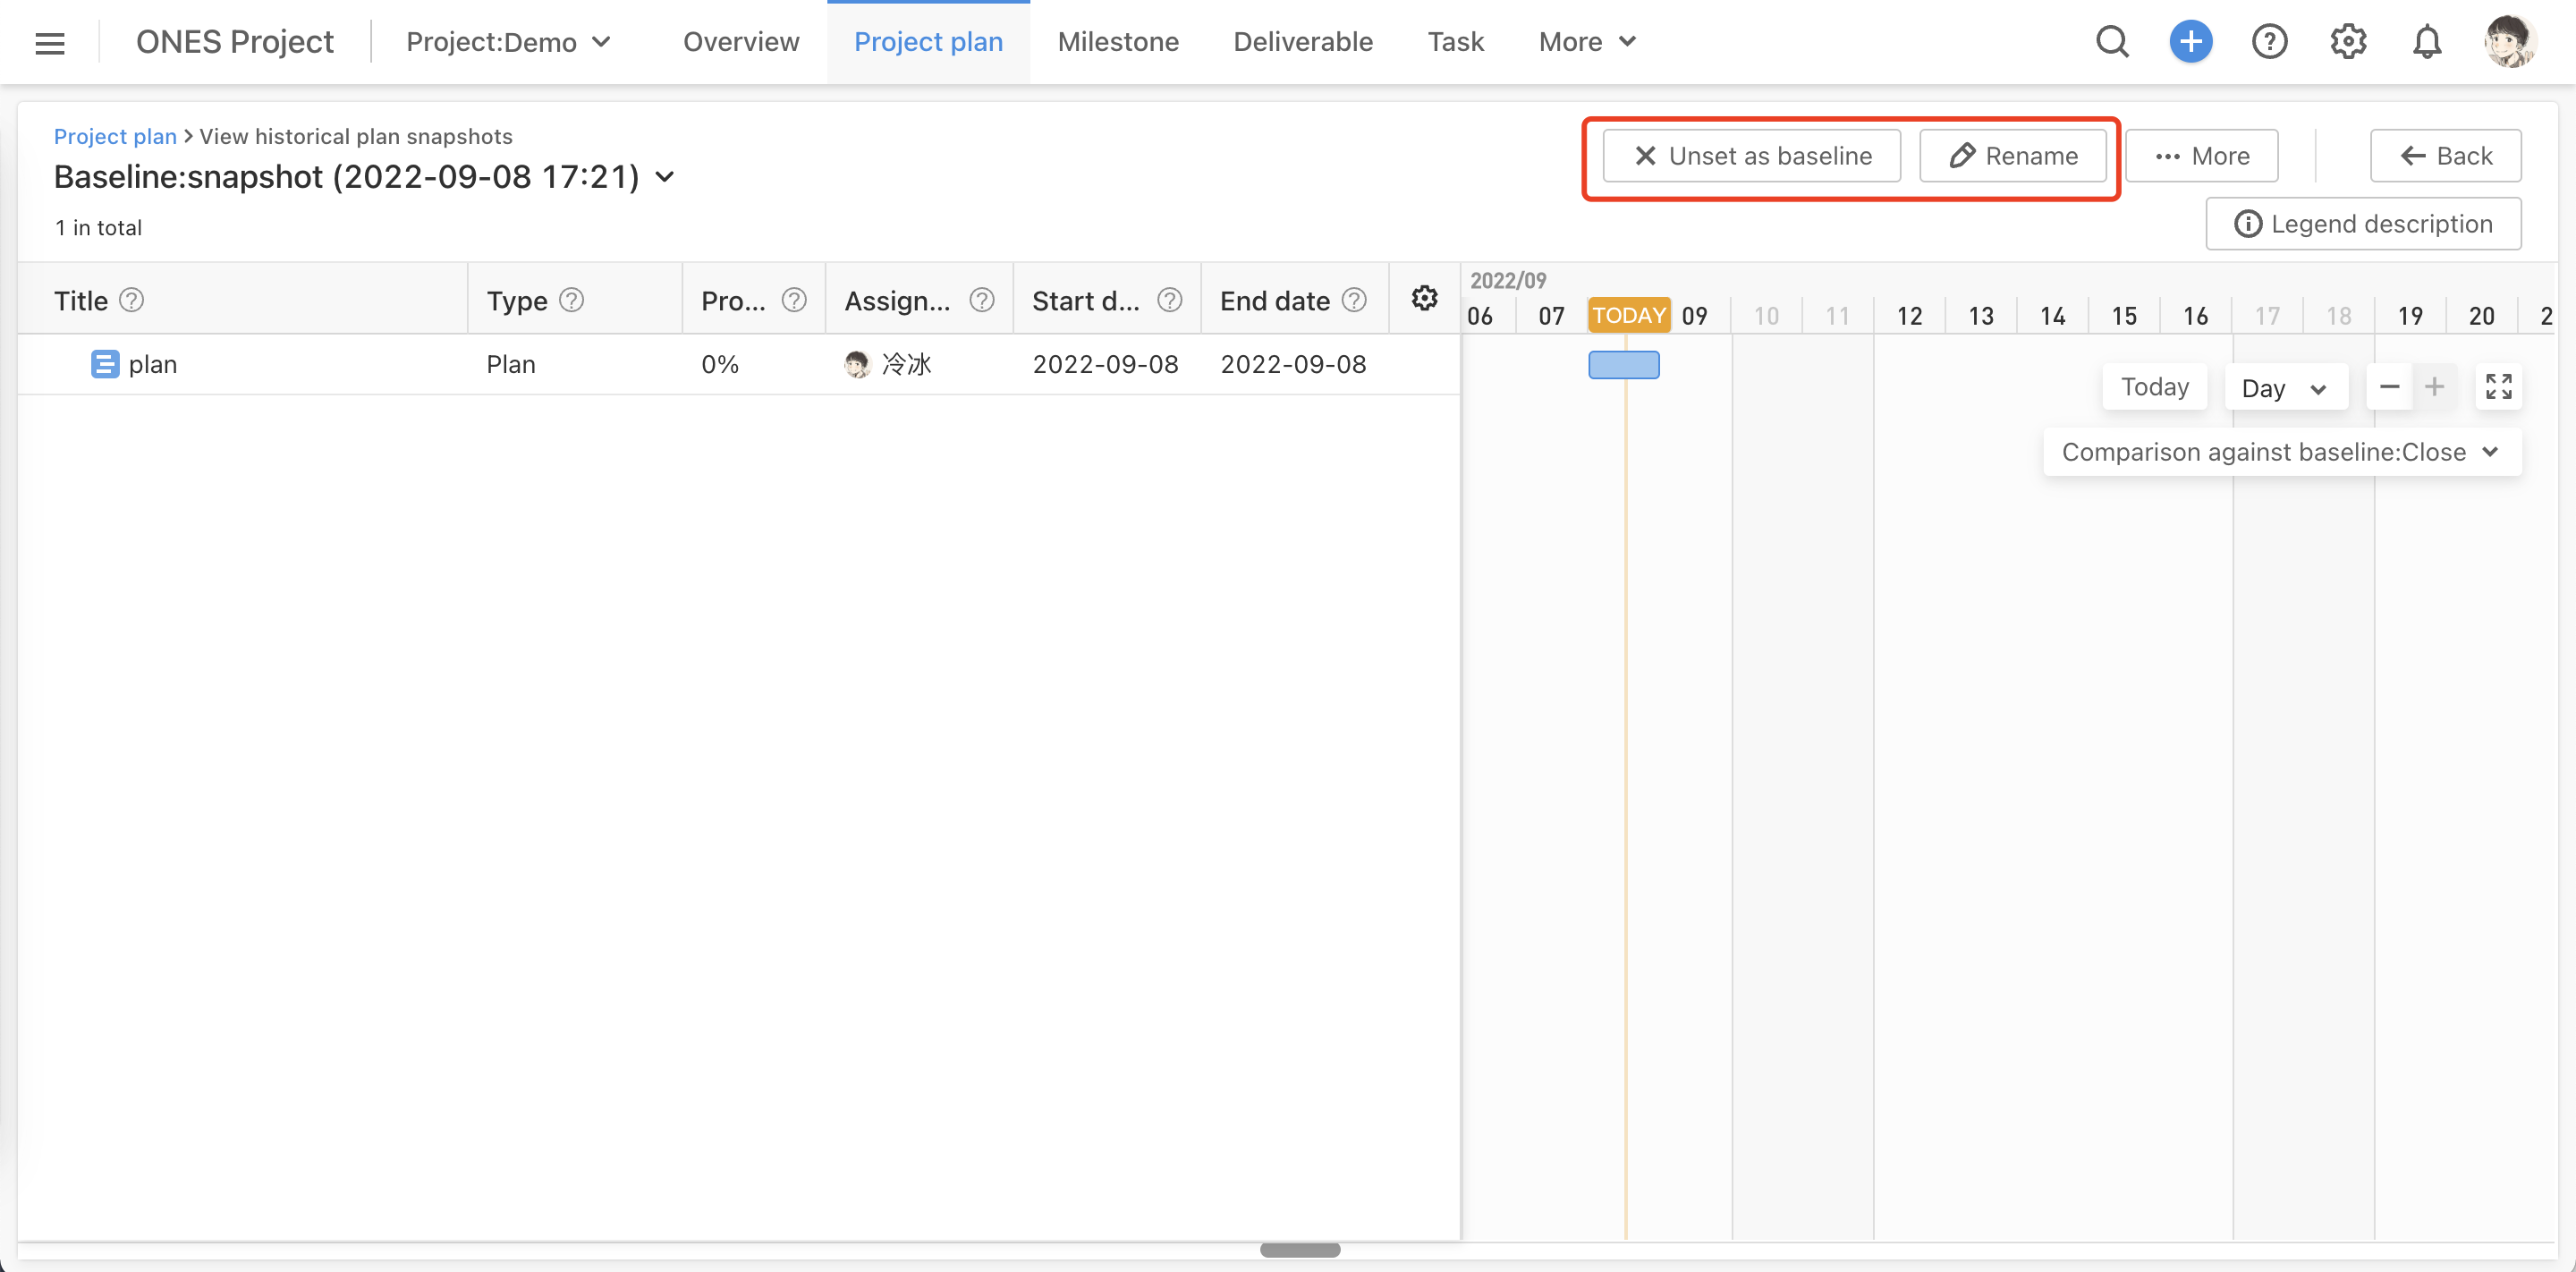 ONES Project Project:Demo Overview Project plan Milestone Deliverable Task More
Project plan > View historical plan snapshots
Baseline:snapshot (2022-09-08 17:21)
1 in total
Unset as baseline Rename ... More Back
Legend description
Title Type Pro... Assign... Start d... End date
2022/09
06 07 TODAY 09 10 11 12 13 14 15 16 17 18 19 20 2
plan Plan 0% 冷冰 2022-09-08 2022-09-08
Today Day
Comparison against baseline:Close